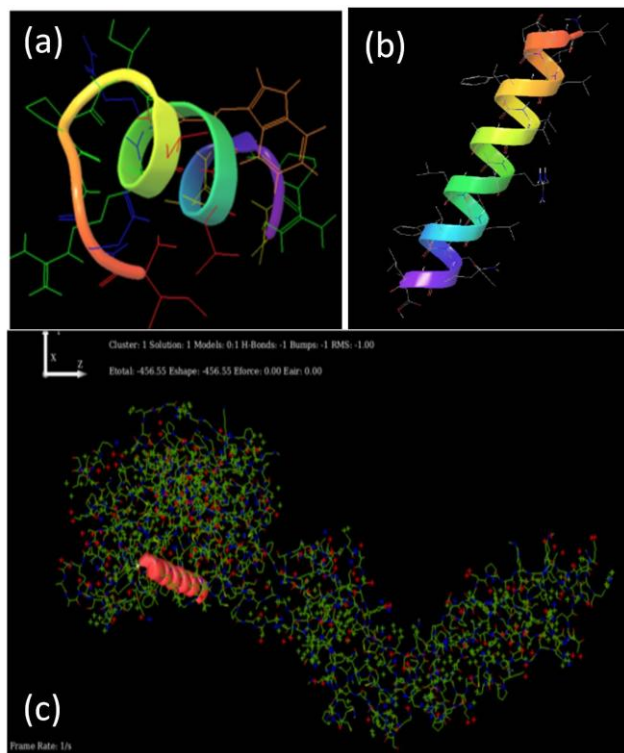 (a)
(b)
X
Z
Cluster: 1 Solution: 1 Models: 0:1 H-Bonds: -1 Bumps: -1 RMS: -1.00
Etotal: -456.55 Eshape: -456.55 Eforce: 0.00 Eair: 0.00
(c)
Frame Rate: 1/s